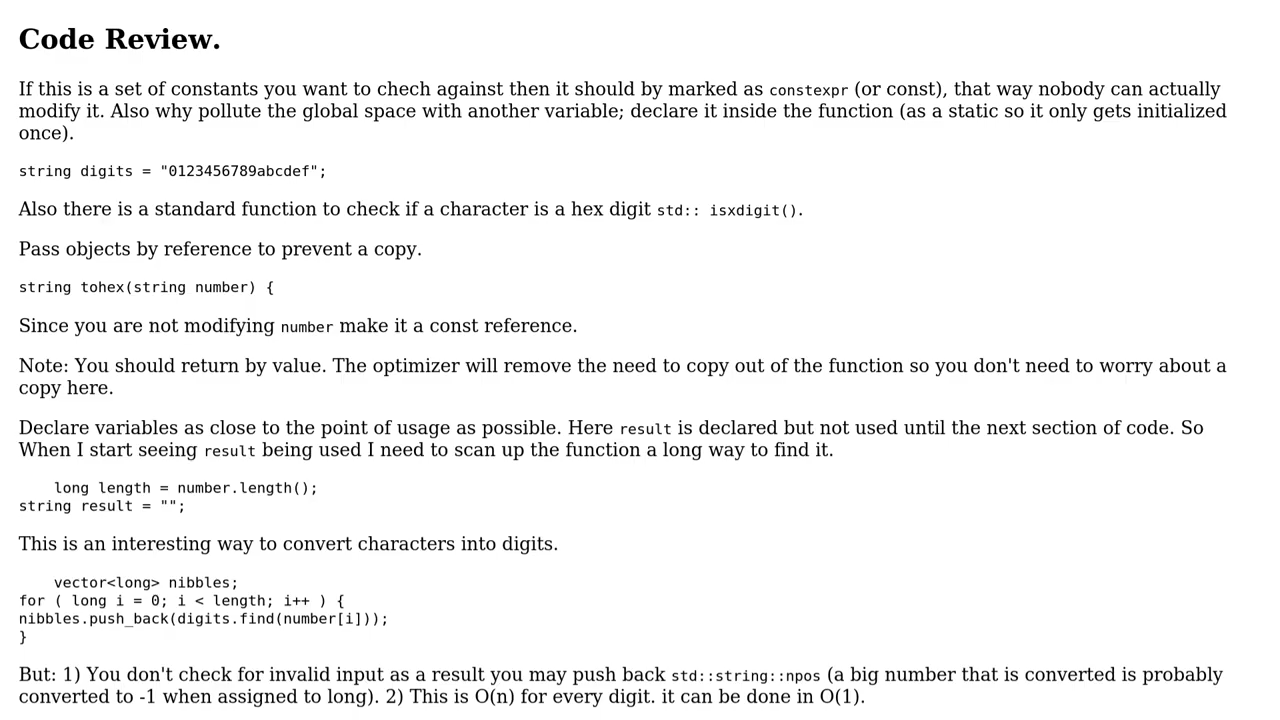 Code Review.
If this is a set of constants you want to chech against then it should by marked as constexpr (or const), that way nobody can actually
modify it. Also why pollute the global space with another variable; declare it inside the function (as a static so it only gets initialized
once).
string digits = "0123456789abcdef";
Also there is a standard function to check if a character is a hex digit std:: isxdigit().
Pass objects by reference to prevent a copy.
string tohex(string number) {
Since you are not modifying number make it a const reference.
Note: You should return by value. The optimizer will remove the need to copy out of the function so you don't need to worry about a
copy here.
Declare variables as close to the point of usage as possible. Here result is declared but not used until the next section of code. So
When I start seeing result being used I need to scan up the function a long way to find it.
    long length = number.length();
string result = "";
This is an interesting way to convert characters into digits.
    vector<long> nibbles;
for ( long i = 0; i < length; i++ ) {
nibbles.push_back(digits.find(number[i]));
}
But: 1) You don't check for invalid input as a result you may push back std::string::npos (a big number that is converted is probably
converted to -1 when assigned to long). 2) This is O(n) for every digit. it can be done in O(1).